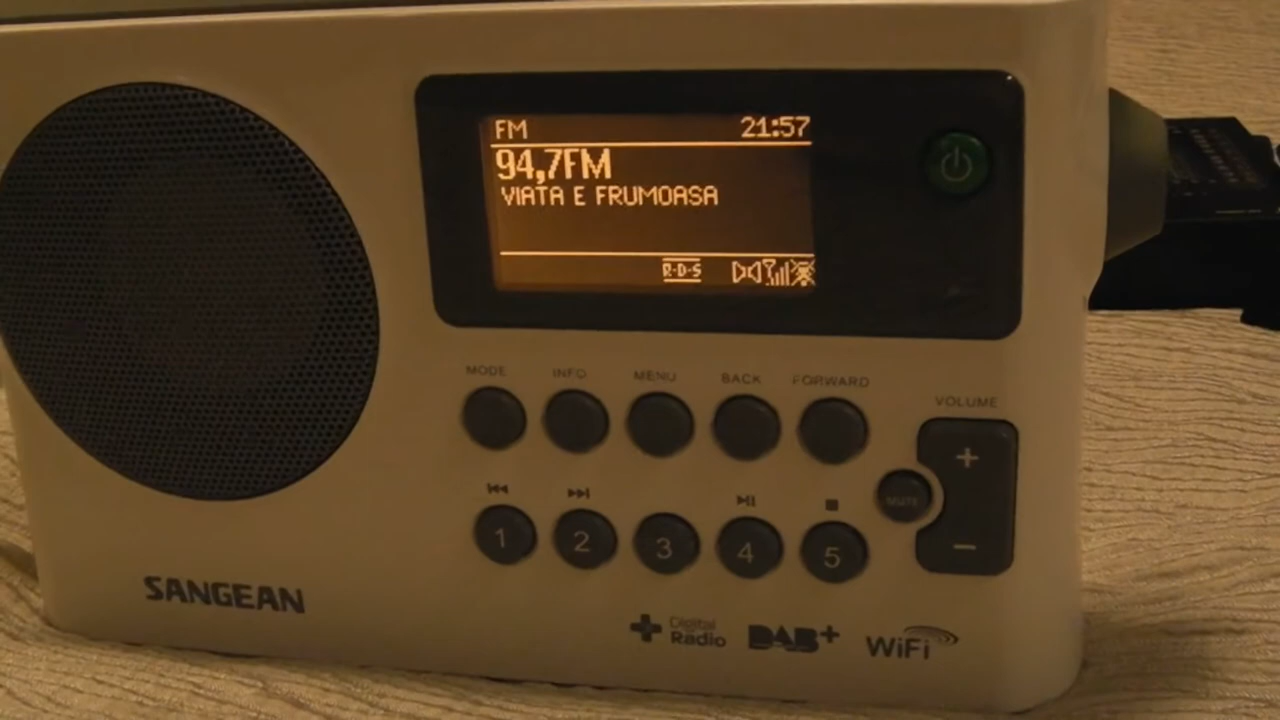 FM 21:57
94,7FM
VIATA E FRUMOASA
R·D·S
MODE INFO MENU BACK FORWARD
VOLUME
+
MUTE
1 2 3 4 5
−
SANGEAN
Digital Radio DAB+ WiFi